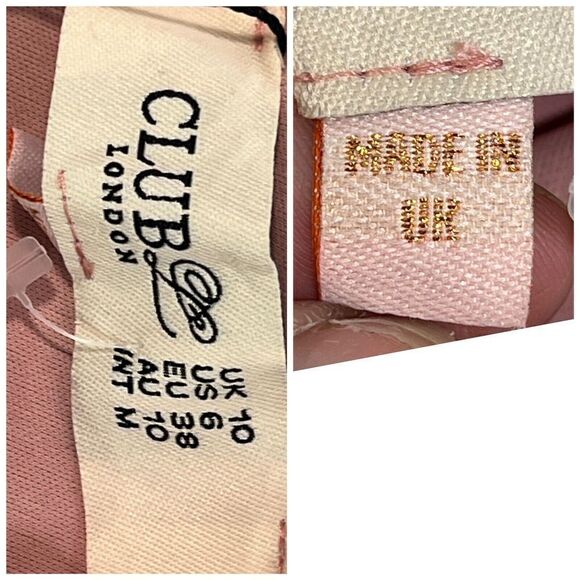 CLUB L
LONDON
UK 10
US 6
EU 38
AU 10
INT M
MADE IN
UK